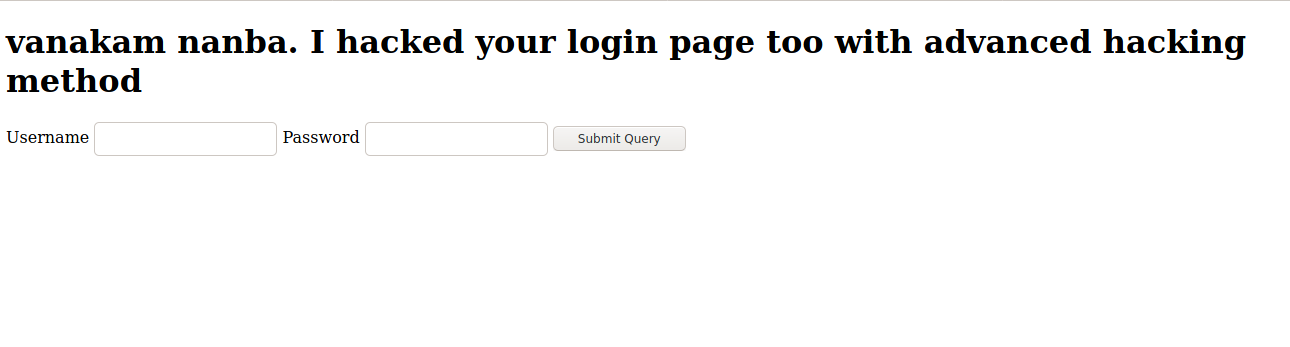 vanakam nanba. I hacked your login page too with advanced hacking
method
Username Password Submit Query